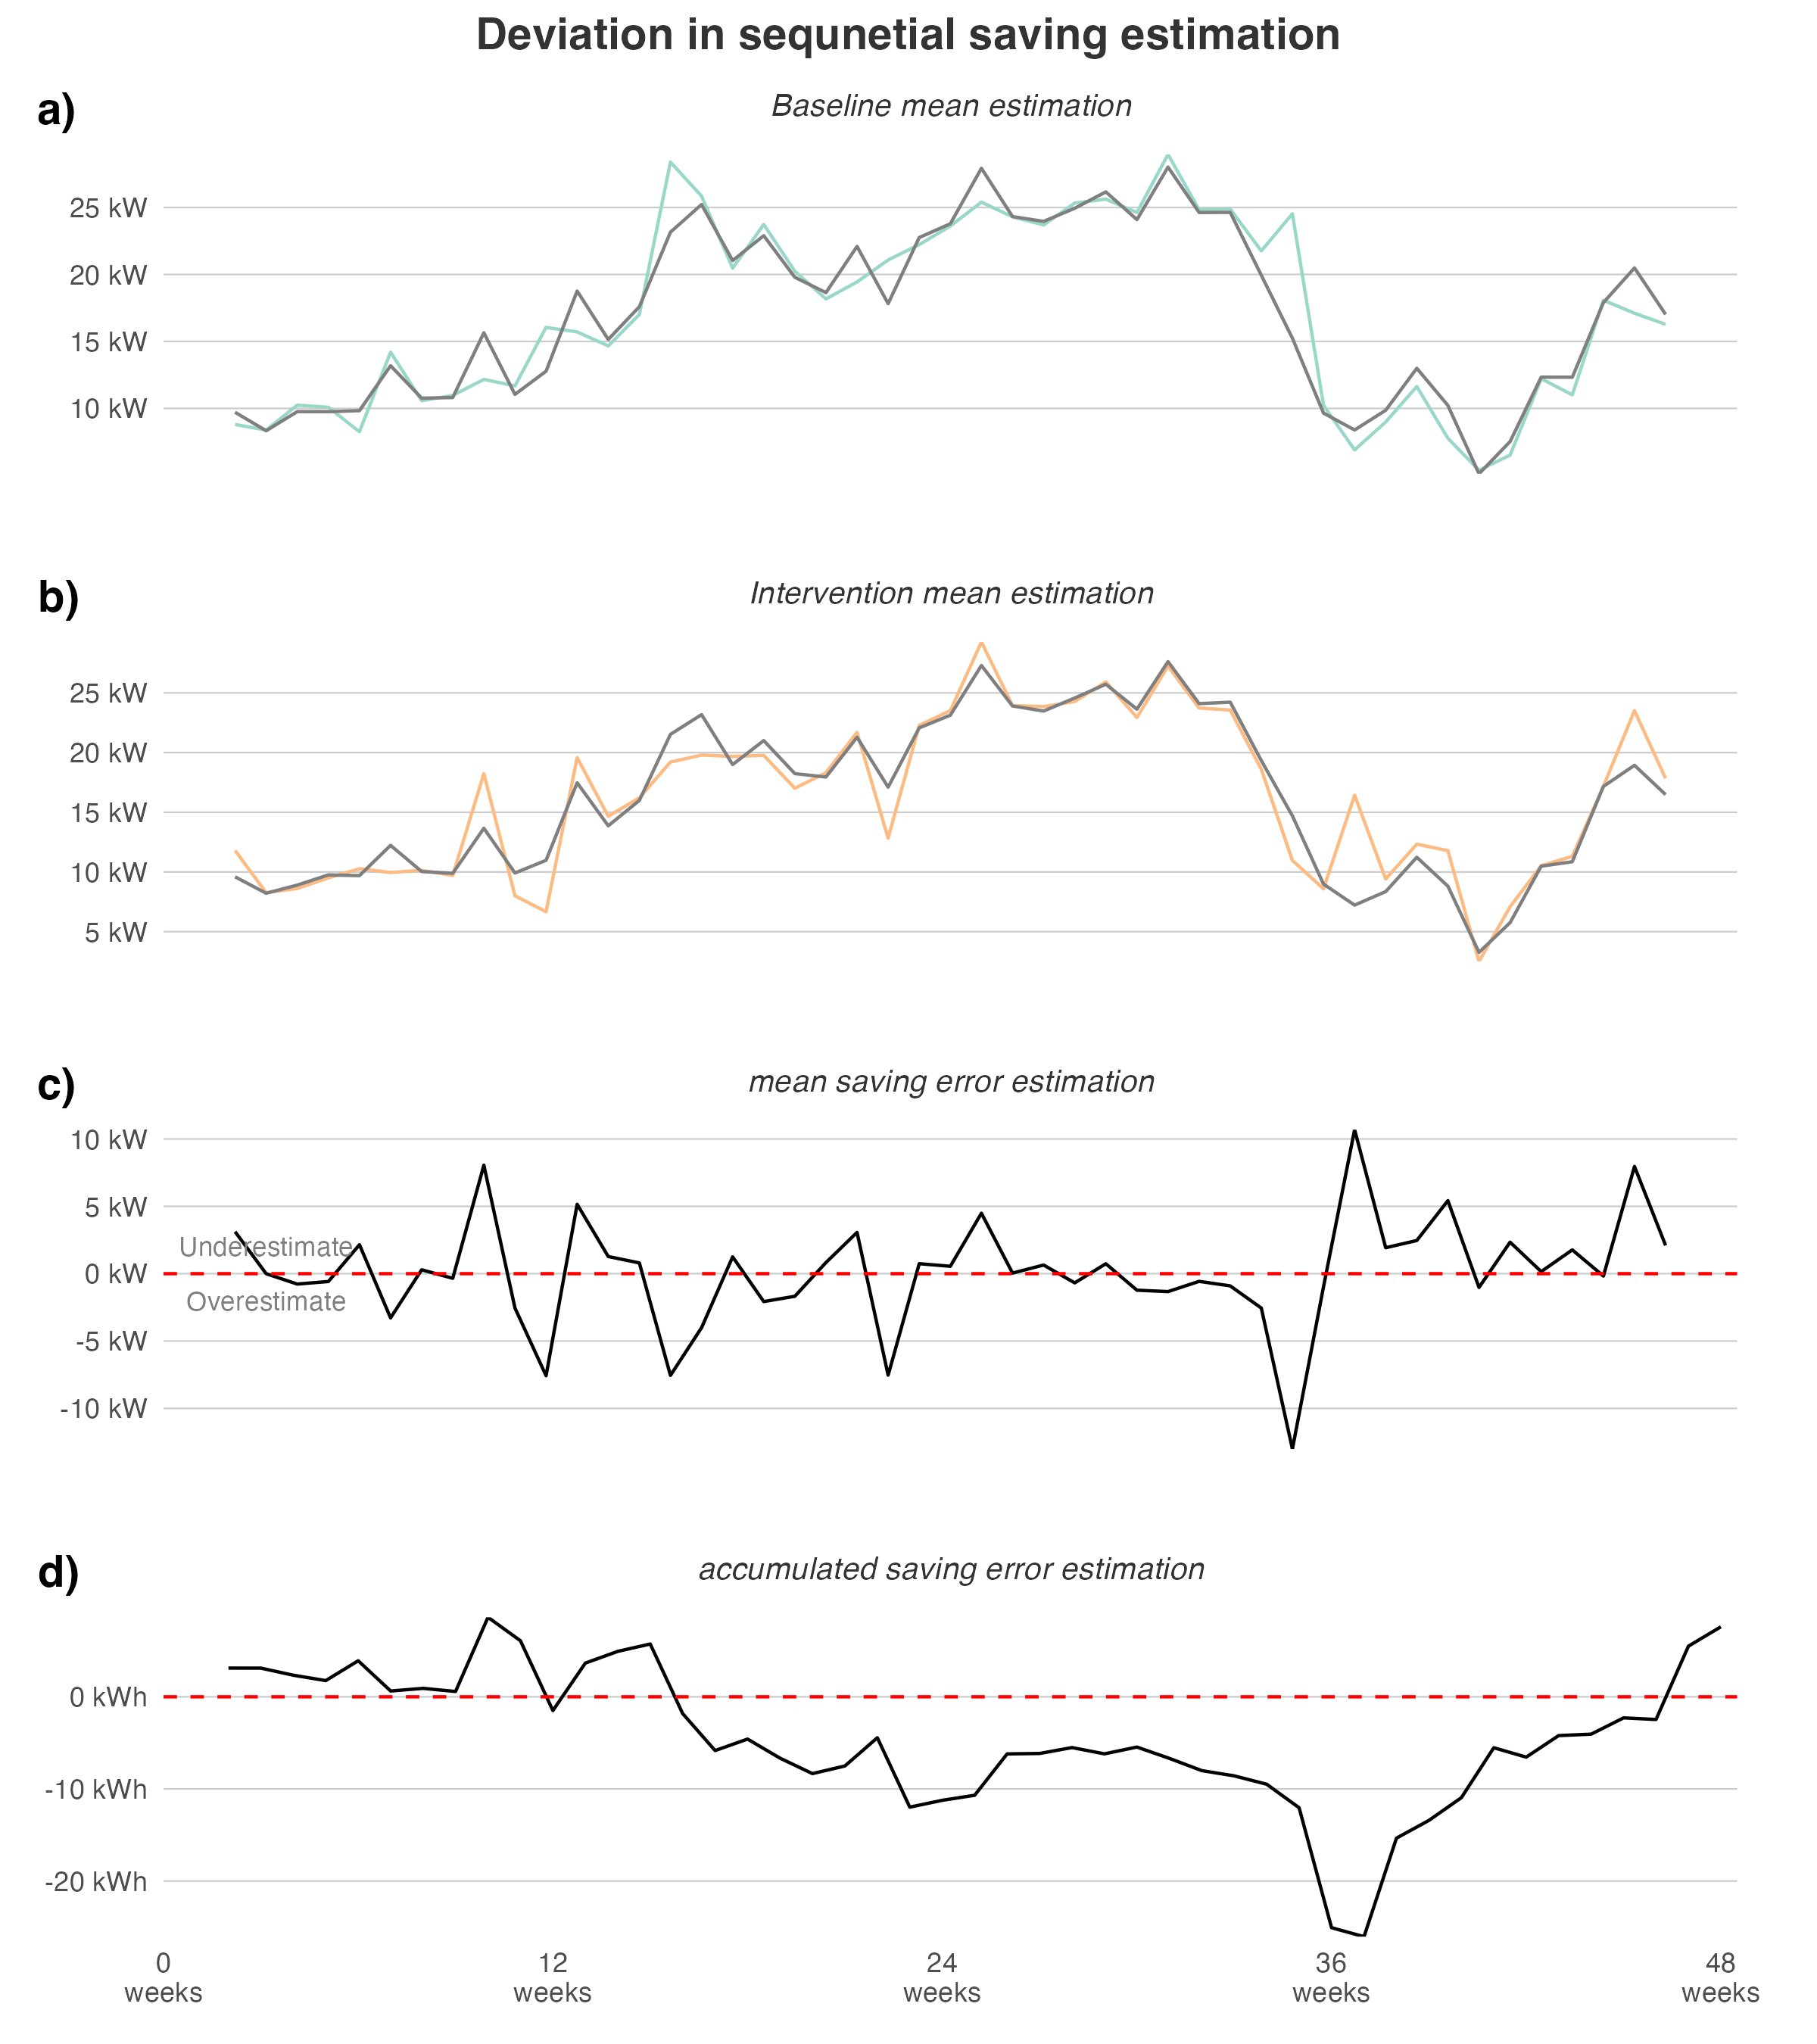 Deviation in sequnetial saving estimation
a)
Baseline mean estimation
25 kW
20 kW
15 kW
10 kW
b)
Intervention mean estimation
25 kW
20 kW
15 kW
10 kW
5 kW
c)
mean saving error estimation
10 kW
5 kW
Underestimate
0 kW
Overestimate
-5 kW
-10 kW
d)
accumulated saving error estimation
0 kWh
-10 kWh
-20 kWh
0 12 24 36 48
weeks weeks weeks weeks weeks